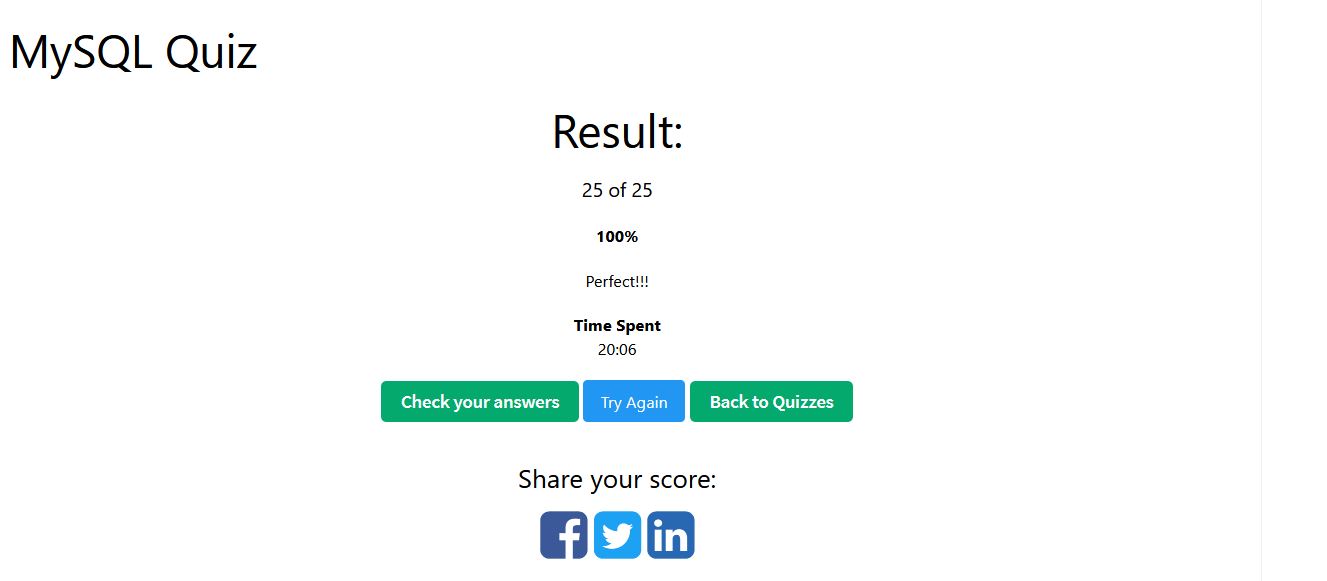 MySQL Quiz
Result:
25 of 25
100%
Perfect!!!
Time Spent
20:06
Check your answers Try Again Back to Quizzes
Share your score:
f in